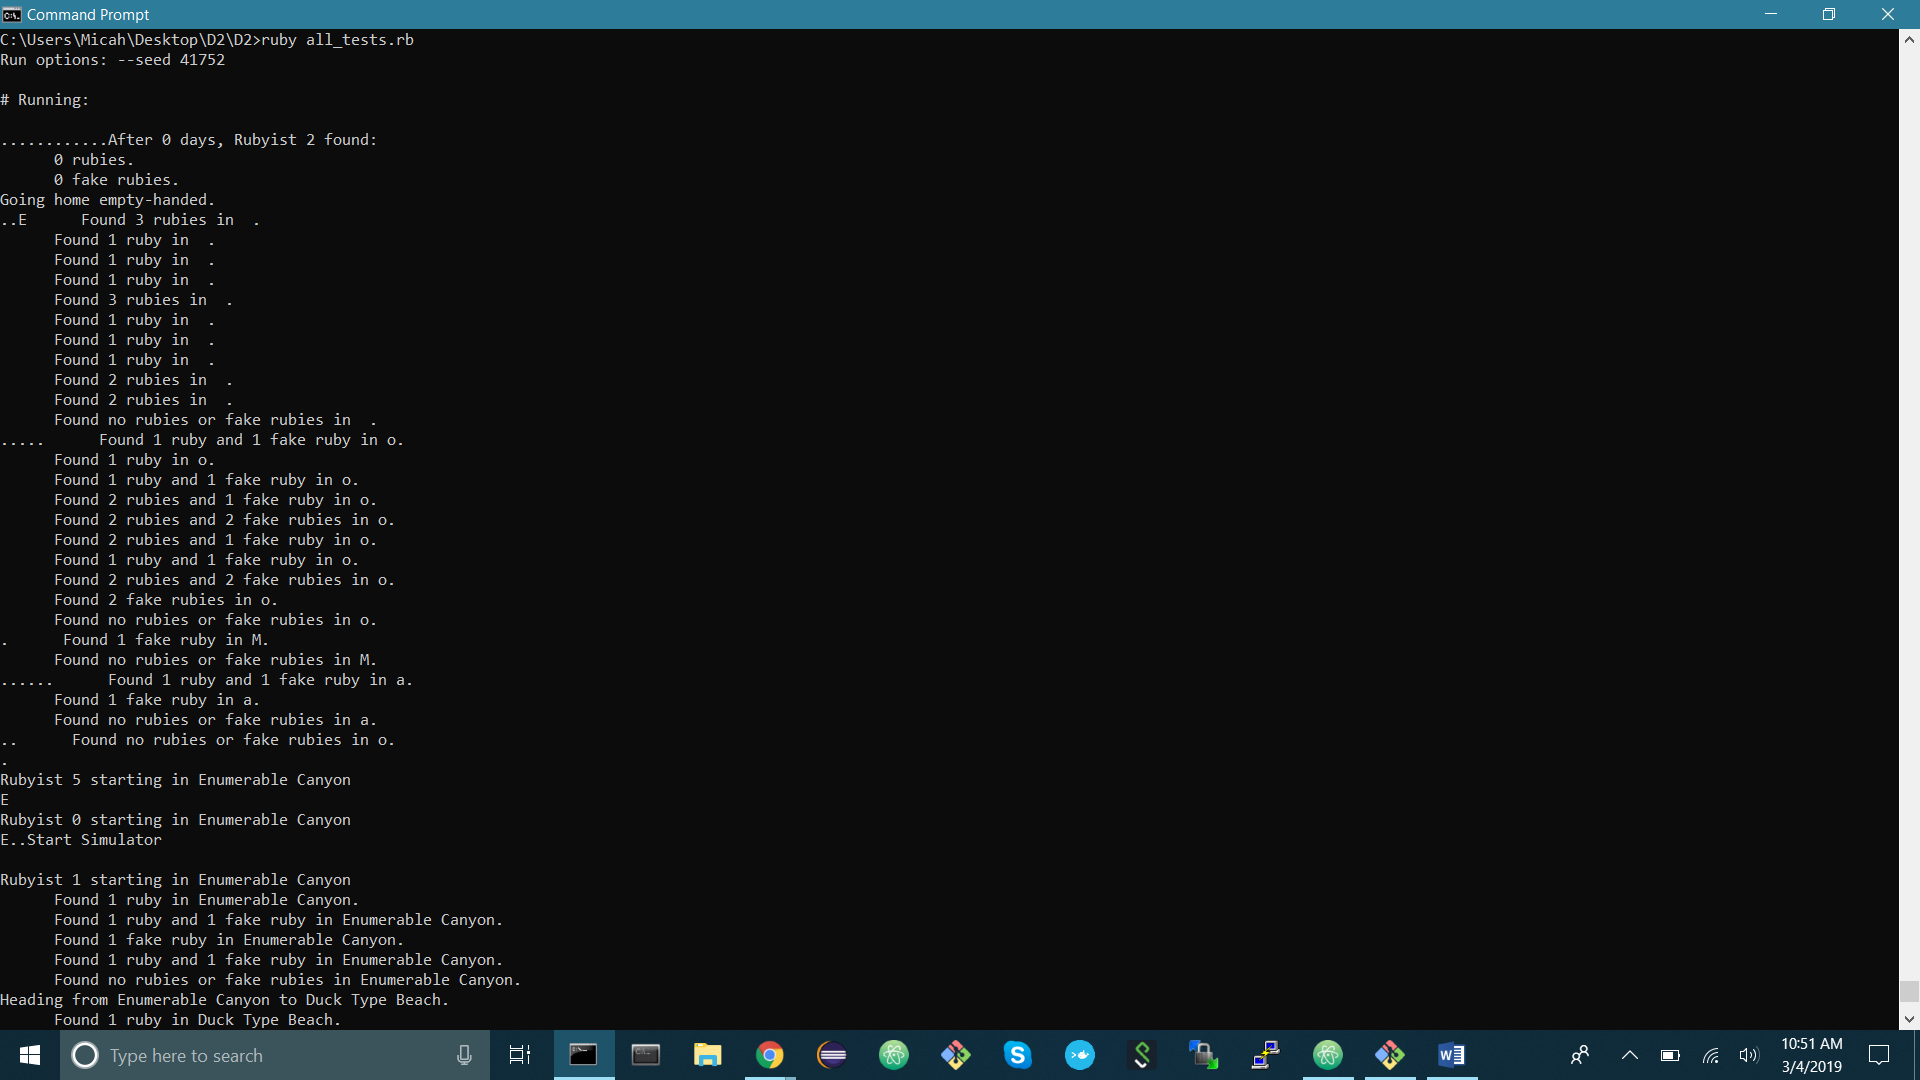 Command Prompt
C:\Users\Micah\Desktop\D2\D2>ruby all_tests.rb
Run options: --seed 41752
# Running:
............After 0 days, Rubyist 2 found:
      0 rubies.
      0 fake rubies.
Going home empty-handed.
..E      Found 3 rubies in  .
      Found 1 ruby in  .
      Found 1 ruby in  .
      Found 1 ruby in  .
      Found 3 rubies in  .
      Found 1 ruby in  .
      Found 1 ruby in  .
      Found 1 ruby in  .
      Found 2 rubies in  .
      Found 2 rubies in  .
      Found no rubies or fake rubies in  .
.....      Found 1 ruby and 1 fake ruby in o.
      Found 1 ruby in o.
      Found 1 ruby and 1 fake ruby in o.
      Found 2 rubies and 1 fake ruby in o.
      Found 2 rubies and 2 fake rubies in o.
      Found 2 rubies and 1 fake ruby in o.
      Found 1 ruby and 1 fake ruby in o.
      Found 2 rubies and 2 fake rubies in o.
      Found 2 fake rubies in o.
      Found no rubies or fake rubies in o.
.      Found 1 fake ruby in M.
      Found no rubies or fake rubies in M.
......      Found 1 ruby and 1 fake ruby in a.
      Found 1 fake ruby in a.
      Found no rubies or fake rubies in a.
..      Found no rubies or fake rubies in o.
.
Rubyist 5 starting in Enumerable Canyon
E
Rubyist 0 starting in Enumerable Canyon
E..Start Simulator
Rubyist 1 starting in Enumerable Canyon
      Found 1 ruby in Enumerable Canyon.
      Found 1 ruby and 1 fake ruby in Enumerable Canyon.
      Found 1 fake ruby in Enumerable Canyon.
      Found 1 ruby and 1 fake ruby in Enumerable Canyon.
      Found no rubies or fake rubies in Enumerable Canyon.
Heading from Enumerable Canyon to Duck Type Beach.
      Found 1 ruby in Duck Type Beach.
Type here to search
10:51 AM
3/4/2019